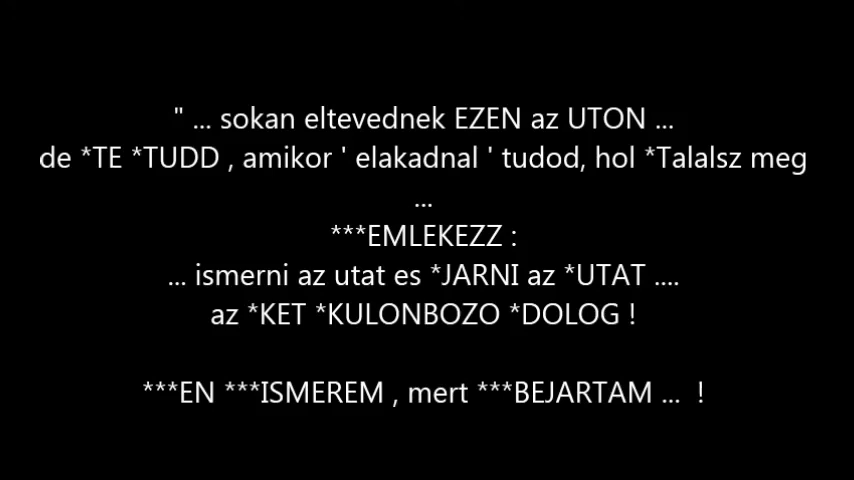 " ... sokan eltevednek EZEN az UTON ...
de *TE *TUDD , amikor ' elakadnal ' tudod, hol *Talalsz meg
...
***EMLEKEZZ :
... ismerni az utat es *JARNI az *UTAT ....
az *KET *KULONBOZO *DOLOG !
***EN ***ISMEREM , mert ***BEJARTAM ... !